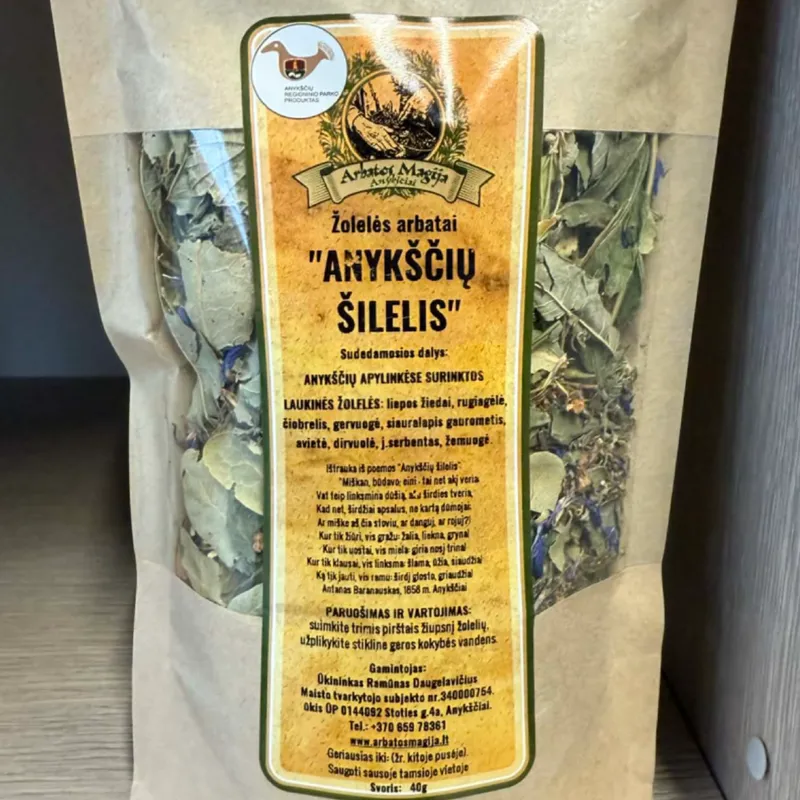 ANYKŠČIŲ
REGIONINIO PARKO
PRODUKTAS
Arbatos Magija
Anykščiai
Žolelės arbatai
"ANYKŠČIŲ
ŠILELIS"
Sudedamosios dalys:
ANYKŠČIŲ APYLINKĖSE SURINKTOS
LAUKINĖS ŽOLELĖS: liepos žiedai, rugiagėlė,
čiobrelis, gervuogė, siauralapis gaurometis,
avietė, dirvuolė, j.serbentas, žemuogė.
Ištrauka iš poemos "Anykščių šilelis"
"Miškan, būdavo, eini - tai net akį veria;
Vat teip linksmina dūšią, ažu širdies tveria,
Kad net, širdžiai apsalus, ne kartą dūmojai:
Ar miške aš čia stoviu, ar danguj, ar rojuj?!
Kur tik žiūri, vis gražu: žalia, liekna, gryna!
Kur tik uostai, vis miela: giria nosį trina!
Kur tik klausai, vis linksma: šlama, ūžia, siaudžia!
Ką tik jauti, vis ramu: širdį glosto, griaudžia!
Antanas Baranauskas, 1858 m. Anykščiai
PARUOŠIMAS IR VARTOJIMAS:
suimkite trimis pirštais žiupsnį žolelių,
užplikykite stikline geros kokybės vandens.
Gamintojas:
Ūkininkas Ramūnas Daugelavičius
Maisto tvarkytojo subjekto nr.340000754.
ūkis ŪP 0144092 Stoties g.4a, Anykščiai.
Tel.: +370 659 78361
www.arbatosmagija.lt
Geriausias iki: (žr. kitoje pusėje).
Saugoti sausoje tamsioje vietoje
Svoris: 40g